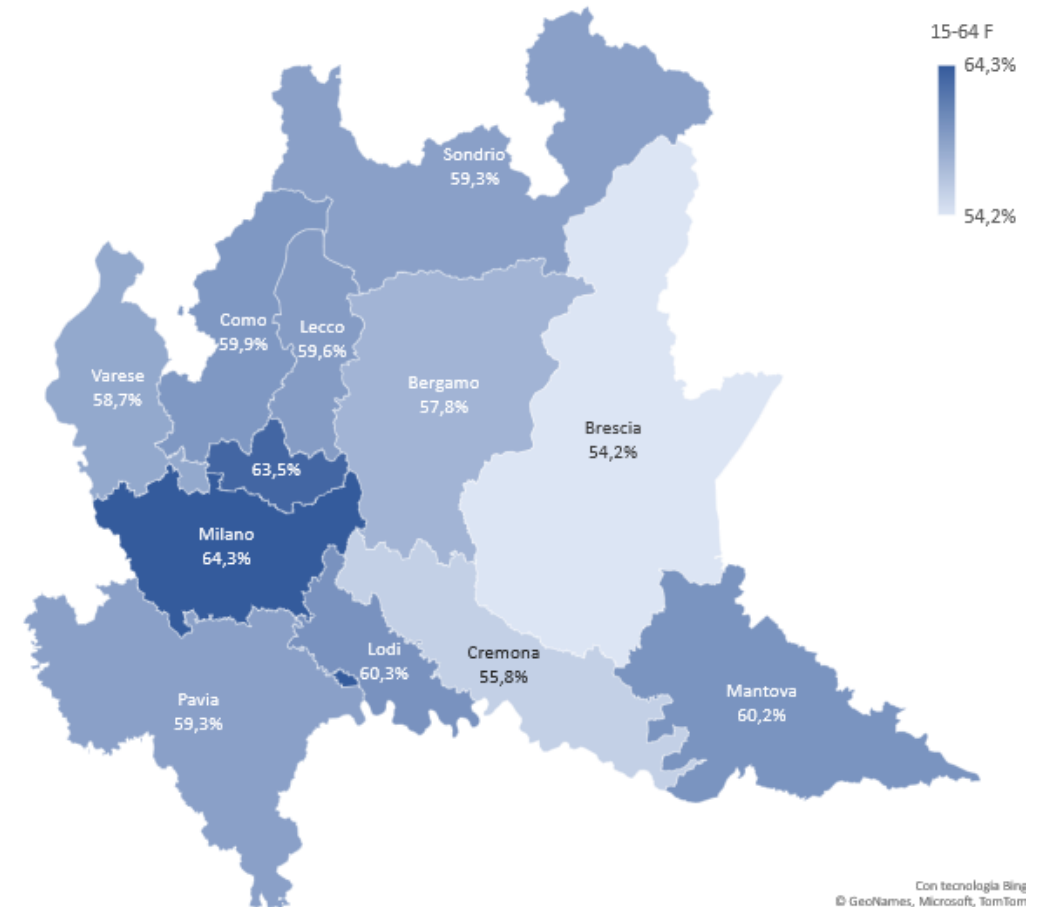 15-64 F
64,3%
54,2%
Sondrio
59,3%
Como
59,9%
Lecco
59,6%
Varese
58,7%
Bergamo
57,8%
Brescia
54,2%
63,5%
Milano
64,3%
Lodi
60,3%
Cremona
55,8%
Pavia
59,3%
Mantova
60,2%
Con tecnologia Bing
© GeoNames, Microsoft, TomTom